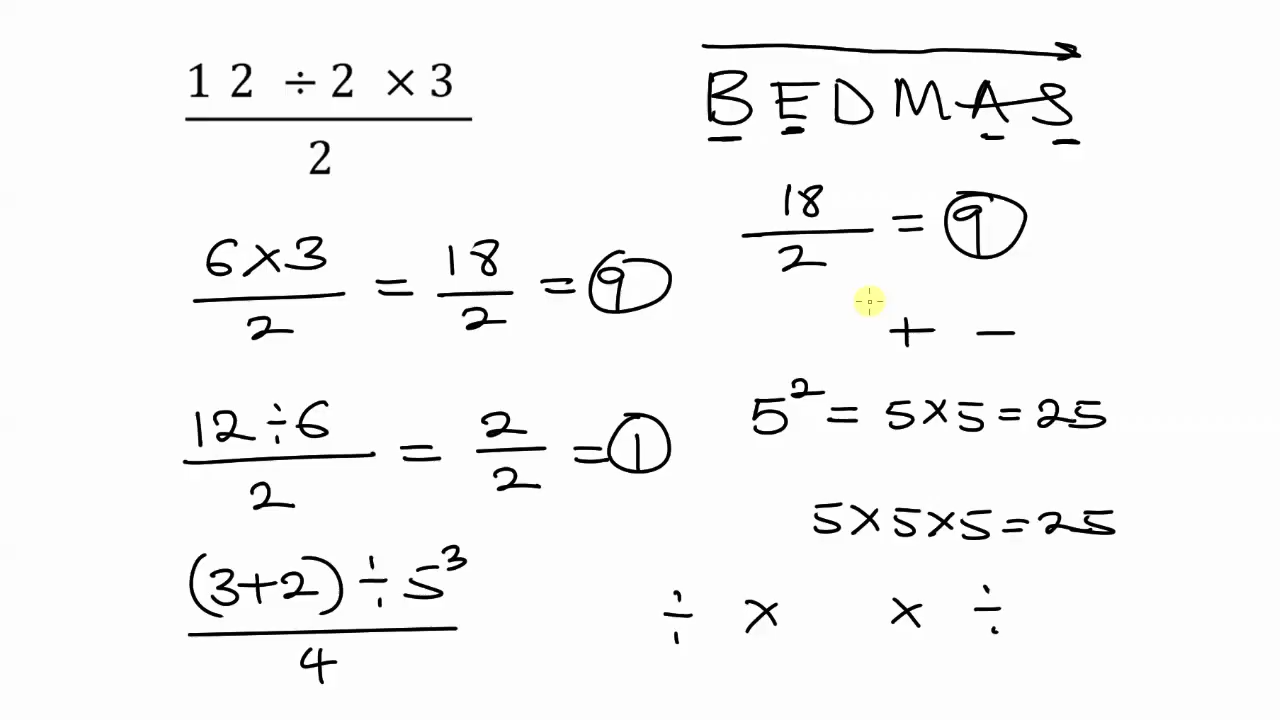 12 ÷2 ×3
2
6×3/2 = 18/2 = 9
12÷6/2 = 2/2 = 1
(3+2) ÷ 5³
4
BEDMAS
18/2 = 9
+ −
5² = 5×5 = 25
5×5×5 = 25
÷ × × ÷